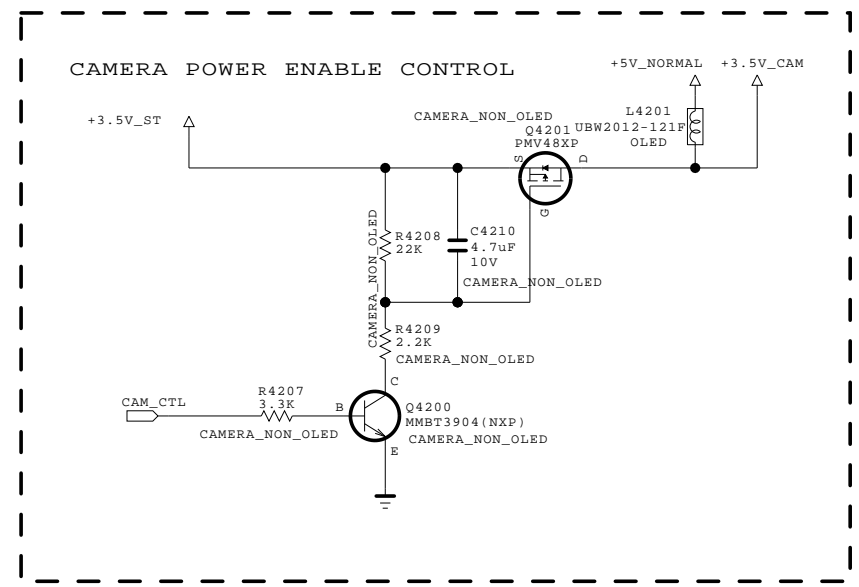 CAMERA POWER ENABLE CONTROL
+5V_NORMAL
+3.5V_CAM
+3.5V_ST
CAMERA_NON_OLED
Q4201
PMV48XP
L4201
UBW2012-121F
OLED
S
D
G
CAMERA_NON_OLED
R4208
22K
C4210
4.7uF
10V
CAMERA_NON_OLED
R4209
2.2K
CAMERA_NON_OLED
CAM_CTL
R4207
3.3K
CAMERA_NON_OLED
B
C
E
Q4200
MMBT3904(NXP)
CAMERA_NON_OLED